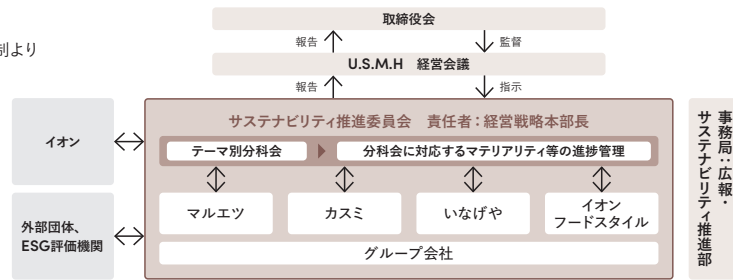 制より
取締役会
報告
監督
U.S.M.H 経営会議
報告
指示
サステナビリティ推進委員会 責任者：経営戦略本部長
テーマ別分科会
分科会に対応するマテリアリティ等の進捗管理
イオン
外部団体、
ESG評価機関
マルエツ
カスミ
いなげや
イオン
フードスタイル
グループ会社
事務局：広報・
サステナビリティ推進部